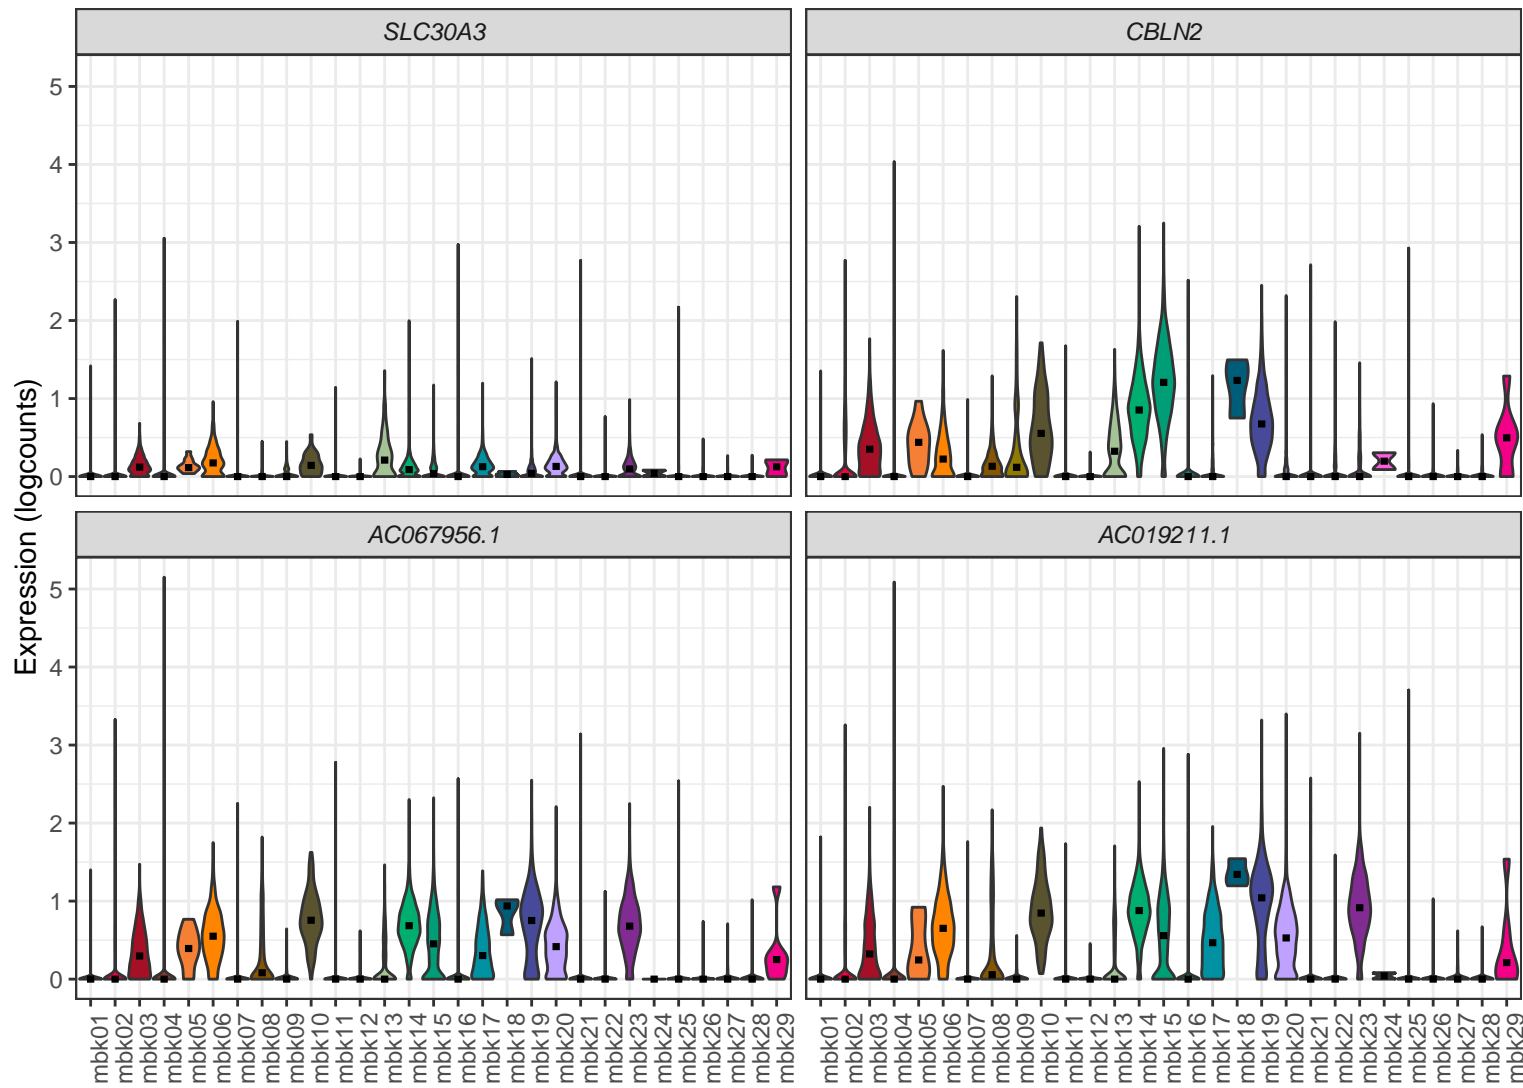 SLC30A3
CBLN2
5
4
3
2
1
0
AC067956.1
AC019211.1
5
4
3
2
1
0
Expression (logcounts)
mbk01 mbk02 mbk03 mbk04 mbk05 mbk06 mbk07 mbk08 mbk09 mbk10 mbk11 mbk12 mbk13 mbk14 mbk15 mbk16 mbk17 mbk18 mbk19 mbk20 mbk21 mbk22 mbk23 mbk24 mbk25 mbk26 mbk27 mbk28 mbk29
mbk01 mbk02 mbk03 mbk04 mbk05 mbk06 mbk07 mbk08 mbk09 mbk10 mbk11 mbk12 mbk13 mbk14 mbk15 mbk16 mbk17 mbk18 mbk19 mbk20 mbk21 mbk22 mbk23 mbk24 mbk25 mbk26 mbk27 mbk28 mbk29